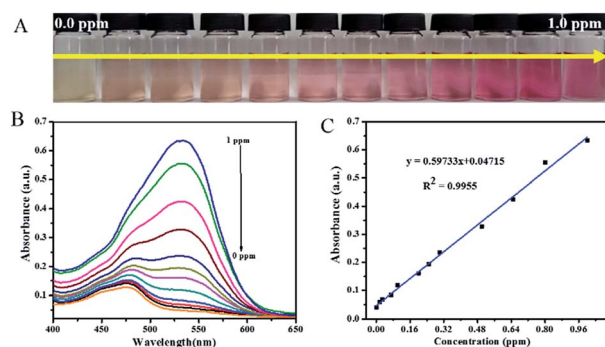 A
0.0 ppm
1.0 ppm
B
0.7
0.6
0.5
0.4
0.3
0.2
0.1
400
450
500
550
600
650
Absorbance (a.u.)
Wavelength(nm)
1 ppm
0 ppm
C
0.7
0.6
0.5
0.4
0.3
0.2
0.1
0.0
0.00
0.16
0.32
0.48
0.64
0.80
0.96
Absorbance (a.u.)
Concentration (ppm)
y = 0.59733x+0.04715
R² = 0.9955